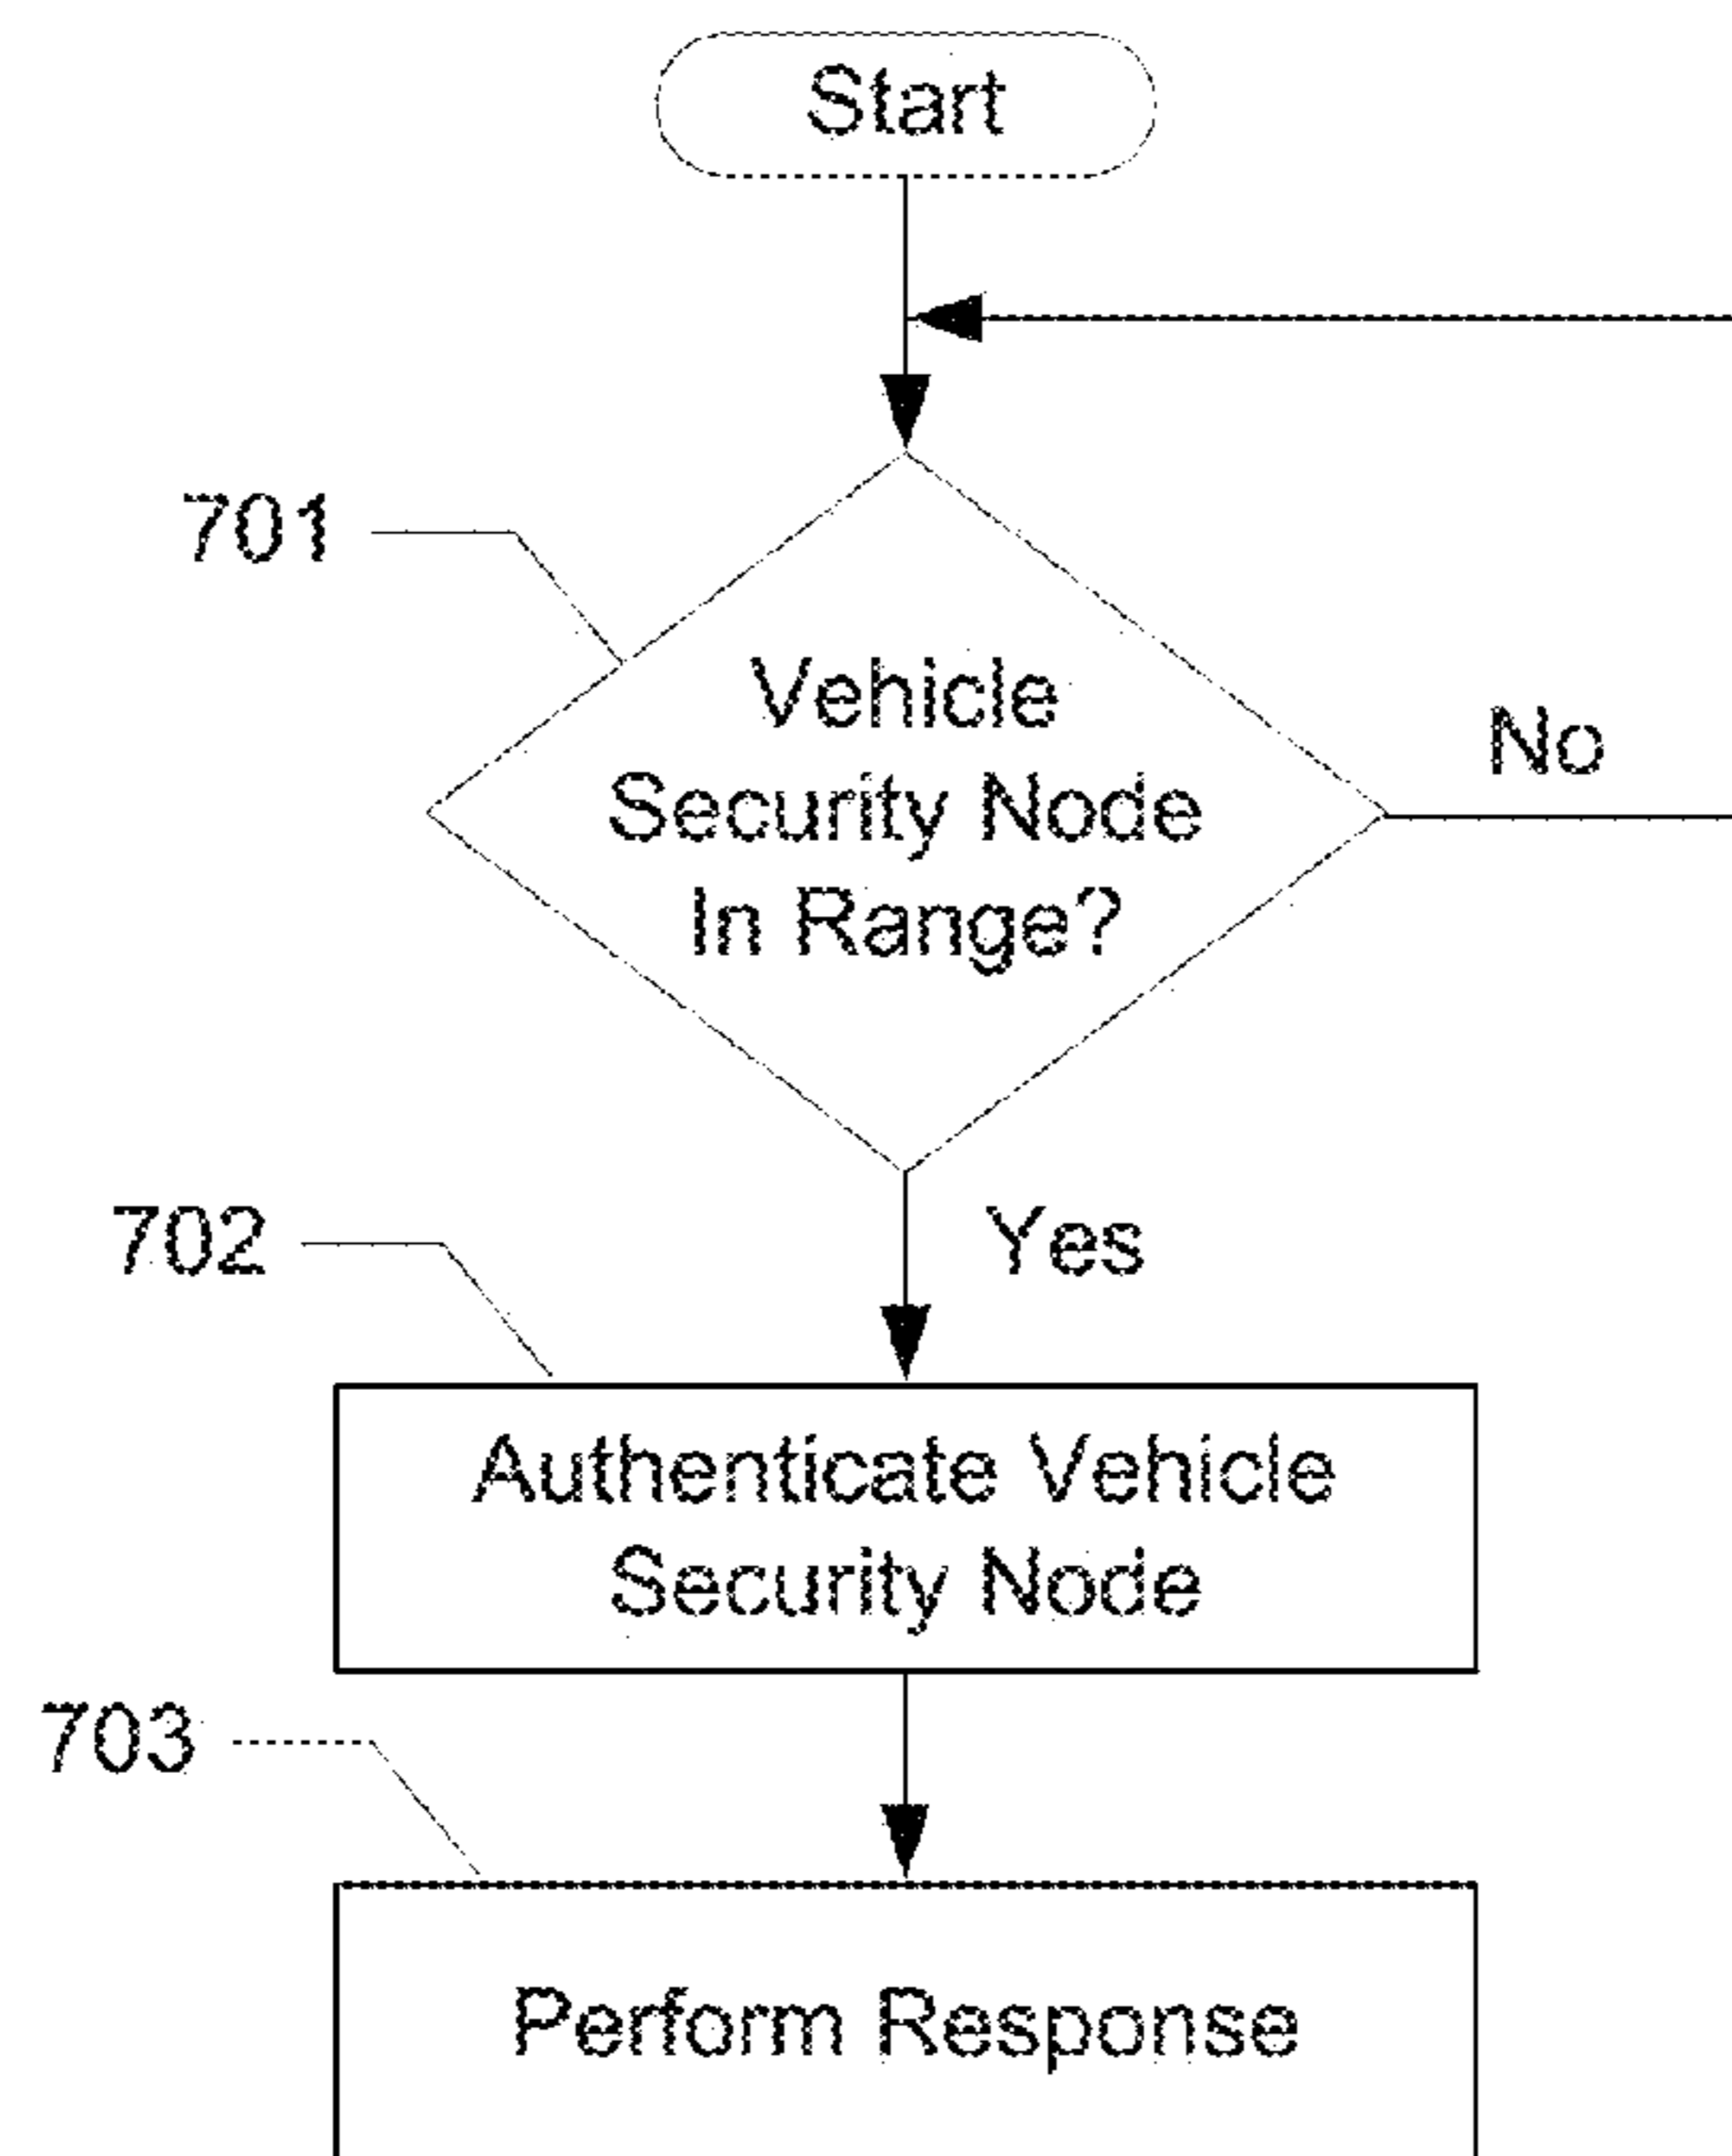 Start
701
Vehicle
Security Node
In Range?
No
702
Yes
Authenticate Vehicle
Security Node
703
Perform Response